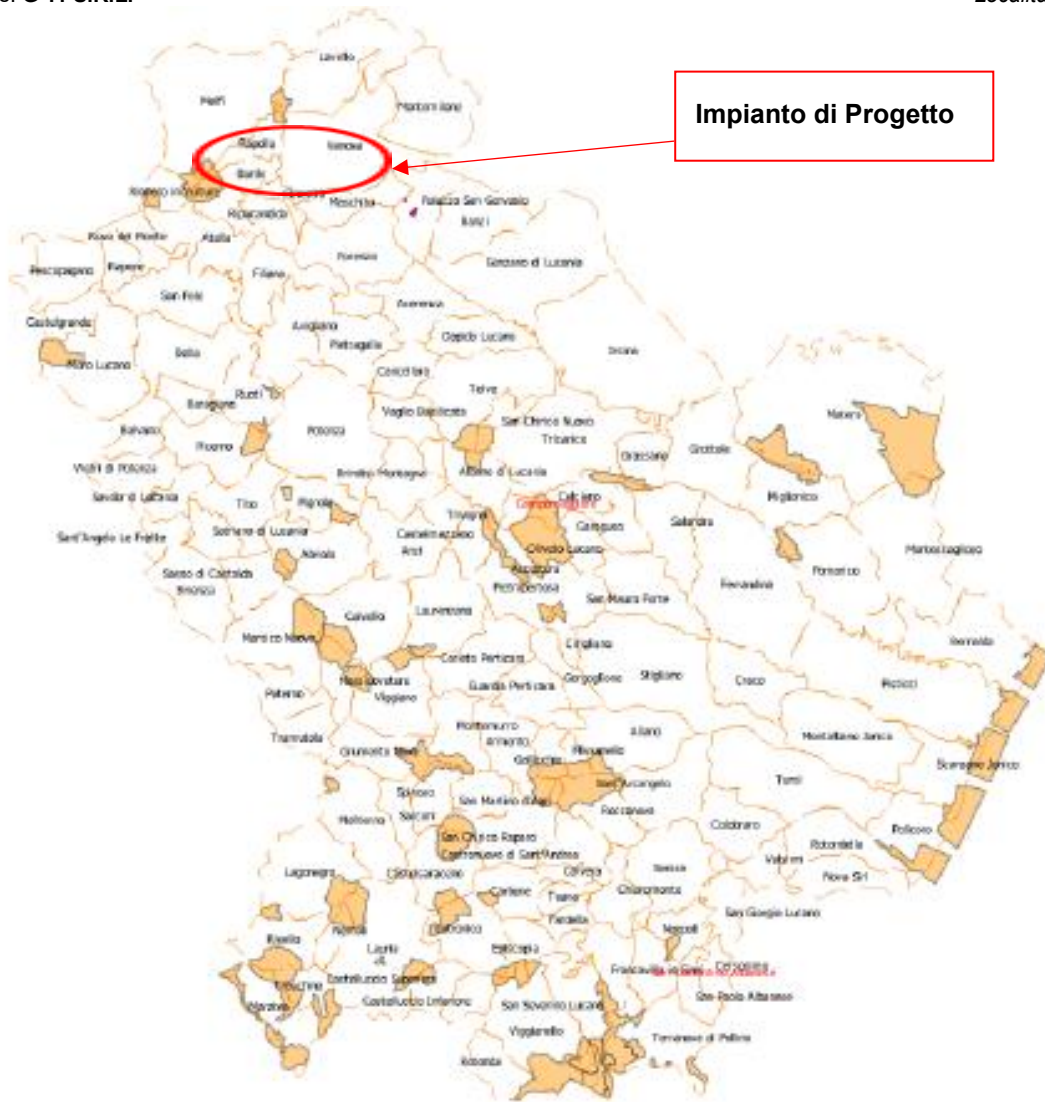 Lavello
Melfi
Montemilone
Impianto di Progetto
Rapolla
Venosa
Barile
Rionero in Vulture
Maschito
Palazzo San Gervasio
Ripacandida
Banzi
Atella
Forenza
Genzano di Lucania
Pescopagano
Rapone
Filiano
San Fele
Acerenza
Castelgrande
Avigliano
Pietragalla
Oppido Lucano
Irsina
Muro Lucano
Bella
Cancellara
Tolve
Ruoti
Baragiano
Vaglio Basilicata
San Chirico Nuovo
Matera
Balvano
Potenza
Tricarico
Picerno
Grassano
Grottole
Vietri di Potenza
Brindisi Montagna
Albano di Lucania
Miglionico
Savoia di Lucania
Tito
Pignola
Calciano
Trivigno
Garaguso
Salandra
Sant'Angelo Le Fratte
Satriano di Lucania
Castelmezzano
Anzi
Oliveto Lucano
Montescaglioso
Abriola
Accettura
Pomarico
Sasso di Castalda
Brienza
Pietrapertosa
Ferrandina
San Mauro Forte
Calvello
Laurenzana
Marsico Nuovo
Cirigliano
Bernalda
Corleto Perticara
Gorgoglione
Stigliano
Craco
Pisticci
Paterno
Viggiano
Guardia Perticara
Tramutola
Montemurro
Armento
Aliano
Montalbano Jonico
Grumento Nova
Gallicchio
Missanello
Scanzano Jonico
Sant'Arcangelo
Tursi
Spinoso
San Martino d'Agri
Roccanova
Moliterno
Sarconi
Colobraro
Policoro
San Chirico Raparo
Rotondella
Castronuovo di Sant'Andrea
Senise
Valsinni
Nova Siri
Lagonegro
Castelsaraceno
Calvera
Carbone
Teana
Chiaromonte
San Giorgio Lucano
Fardella
Rivello
Nemoli
Latronico
Noepoli
Lauria
Episcopia
Cersosimo
Trecchina
Castelluccio Superiore
Francavilla in Sinni
Maratea
Castelluccio Inferiore
San Severino Lucano
San Paolo Albanese
Viggianello
Terranova di Pollino
Rotonda